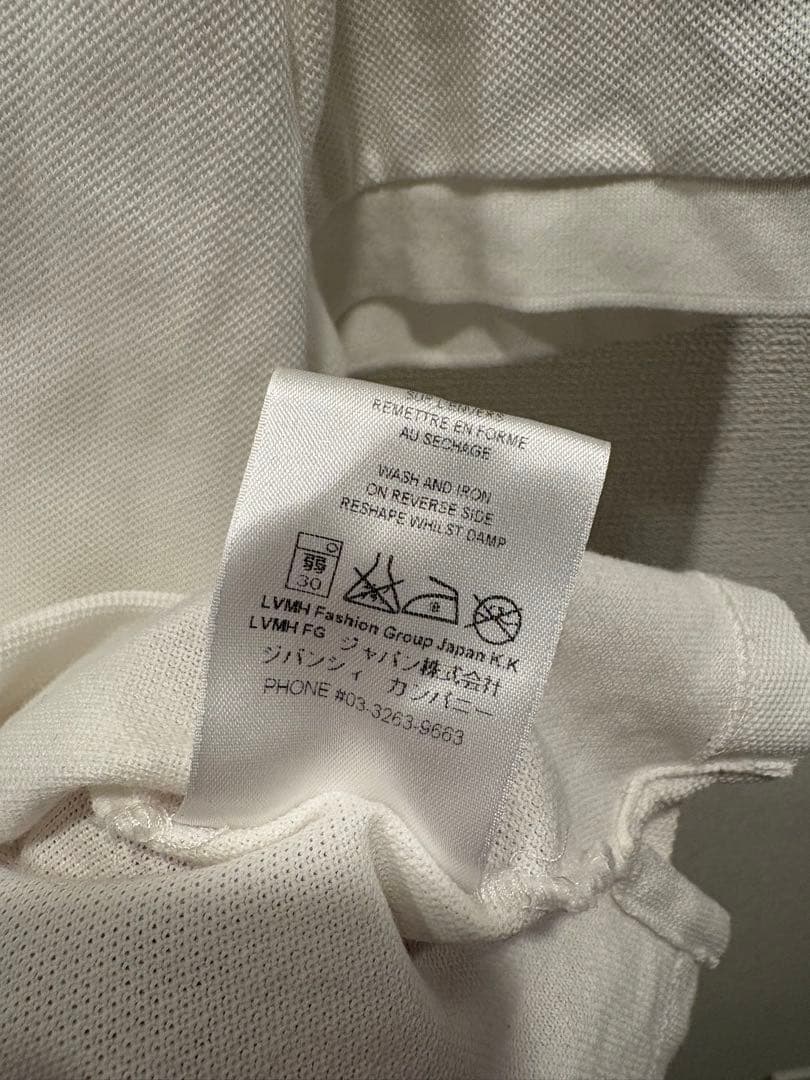 SUR L'ENVERS
REMETTRE EN FORME
AU SECHAGE
WASH AND IRON
ON REVERSE SIDE
RESHAPE WHILST DAMP
弱
30
LVMH Fashion Group Japan K.K
LVMH FG ジャパン株式会社
ジバンシィ カンパニー
PHONE #03-3263-9663